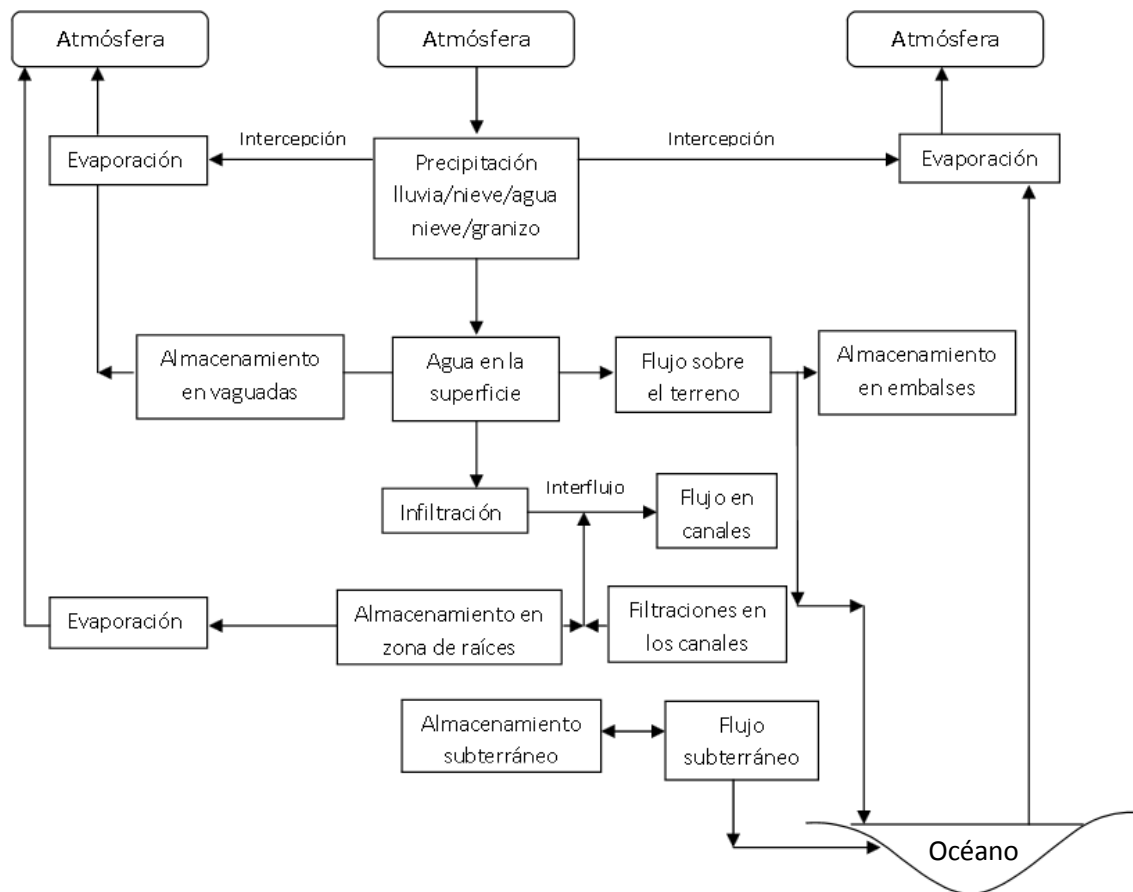 Atmósfera
Atmósfera
Atmósfera
Intercepción
Intercepción
Evaporación
Precipitación
lluvia/nieve/agua
nieve/granizo
Evaporación
Almacenamiento
en vaguadas
Agua en la
superficie
Flujo sobre
el terreno
Almacenamiento
en embalses
Infiltración
Interflujo
Flujo en
canales
Evaporación
Almacenamiento en
zona de raíces
Filtraciones en
los canales
Almacenamiento
subterráneo
Flujo
subterráneo
Océano